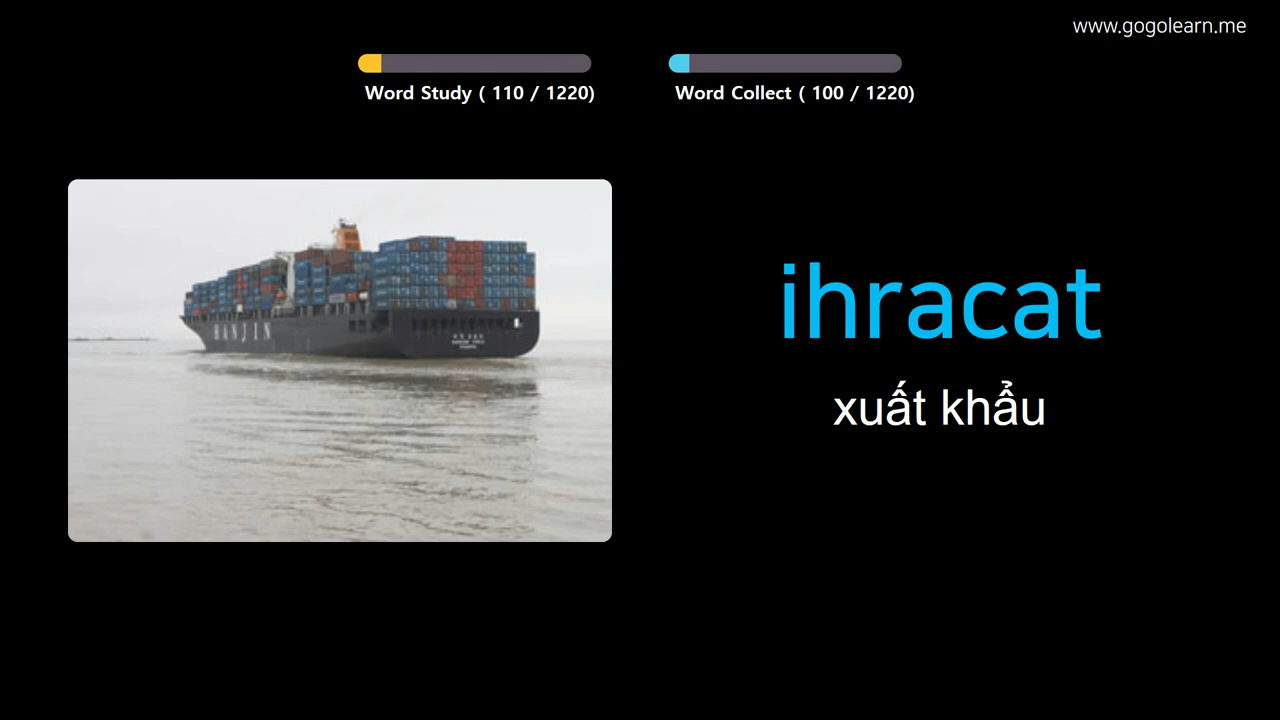 www.gogolearn.me
Word Study ( 110 / 1220)
Word Collect ( 100 / 1220)
HANJIN
ihracat
xuất khẩu